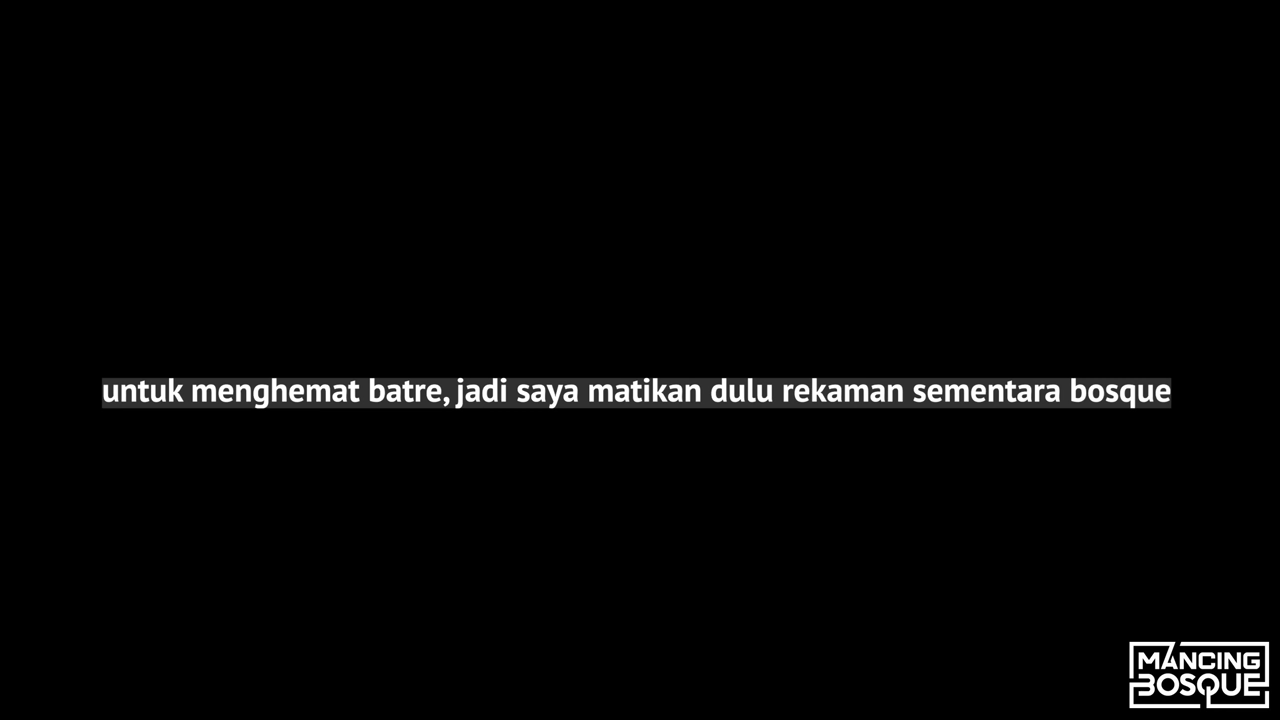 untuk menghemat batre, jadi saya matikan dulu rekaman sementara bosque
MANCING
BOSQUE